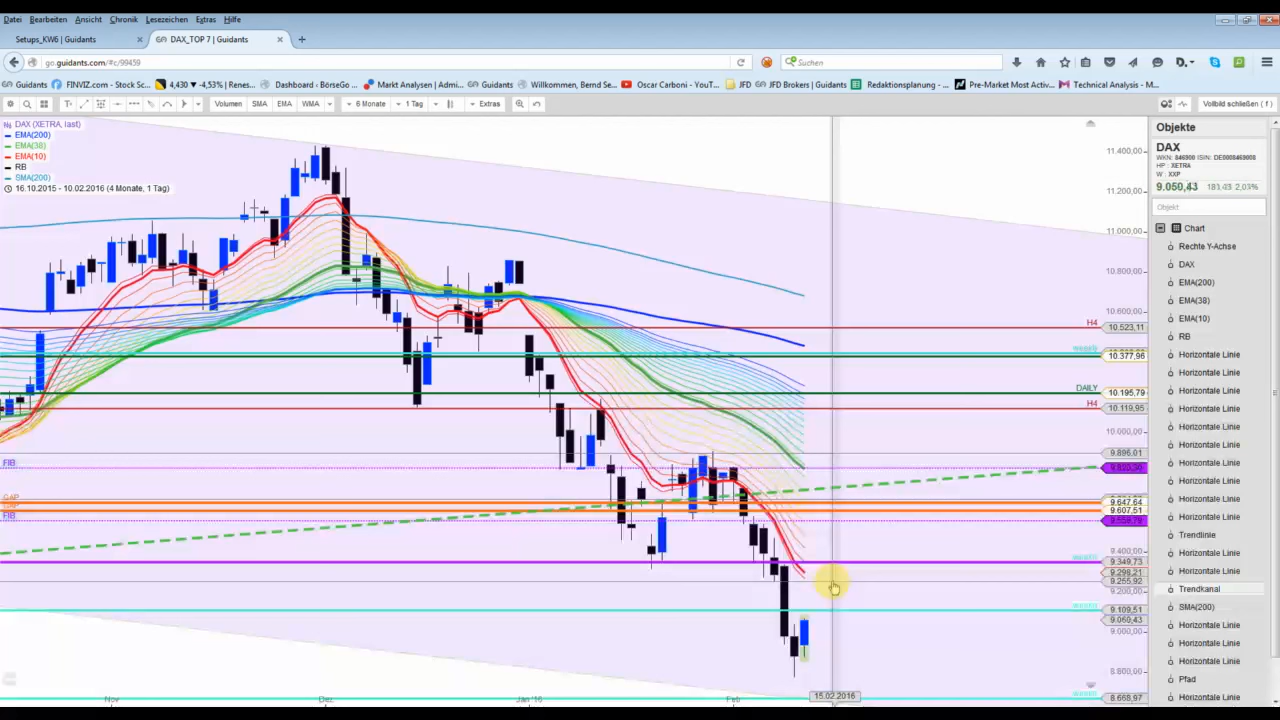 Datei Bearbeiten Ansicht Chronik Lesezeichen Extras Hilfe
Setups_KW6 | Guidants
DAX_TOP 7 | Guidants
go.guidants.com/#c/99459
Suchen
Guidants
FINVIZ.com - Stock Sc...
4,430 ▼ -4,53% | Renes...
Dashboard - BörseGo ...
Markt Analysen | Admi...
Guidants
Willkommen, Bernd Se...
Oscar Carboni - YouT...
JFD
JFD Brokers | Guidants
Redaktionsplanung - ...
Pre-Market Most Activ...
Technical Analysis - M...
Volumen SMA EMA WMA
6 Monate
1 Tag
Extras
Vollbild schließen ( f )
DAX (XETRA, last)
EMA(200)
EMA(38)
EMA(10)
RB
SMA(200)
16.10.2015 - 10.02.2016 (4 Monate, 1 Tag)
11.400,00
11.200,00
11.000,00
10.800,00
10.600,00
H4
10.523,11
10.377,96
DAILY
10.195,79
H4
10.119,95
10.000,00
9.896,01
FIB
GAP
9.647,64
9.607,51
FIB
9.400,00
9.349,73
9.298,21
9.255,92
9.200,00
9.109,51
9.060,43
9.000,00
8.800,00
8.668,97
Nov
Dez
Jan '16
Feb
15.02.2016
Objekte
DAX
WKN: 846900 ISIN: DE0008469008
HP : XETRA
W : XXP
9.060,43 181,43 2,03%
Objekt
Chart
Rechte Y-Achse
DAX
EMA(200)
EMA(38)
EMA(10)
RB
Horizontale Linie
Horizontale Linie
Horizontale Linie
Horizontale Linie
Horizontale Linie
Horizontale Linie
Horizontale Linie
Horizontale Linie
Horizontale Linie
Horizontale Linie
Trendlinie
Horizontale Linie
Horizontale Linie
Trendkanal
SMA(200)
Horizontale Linie
Horizontale Linie
Horizontale Linie
Pfad
Horizontale Linie